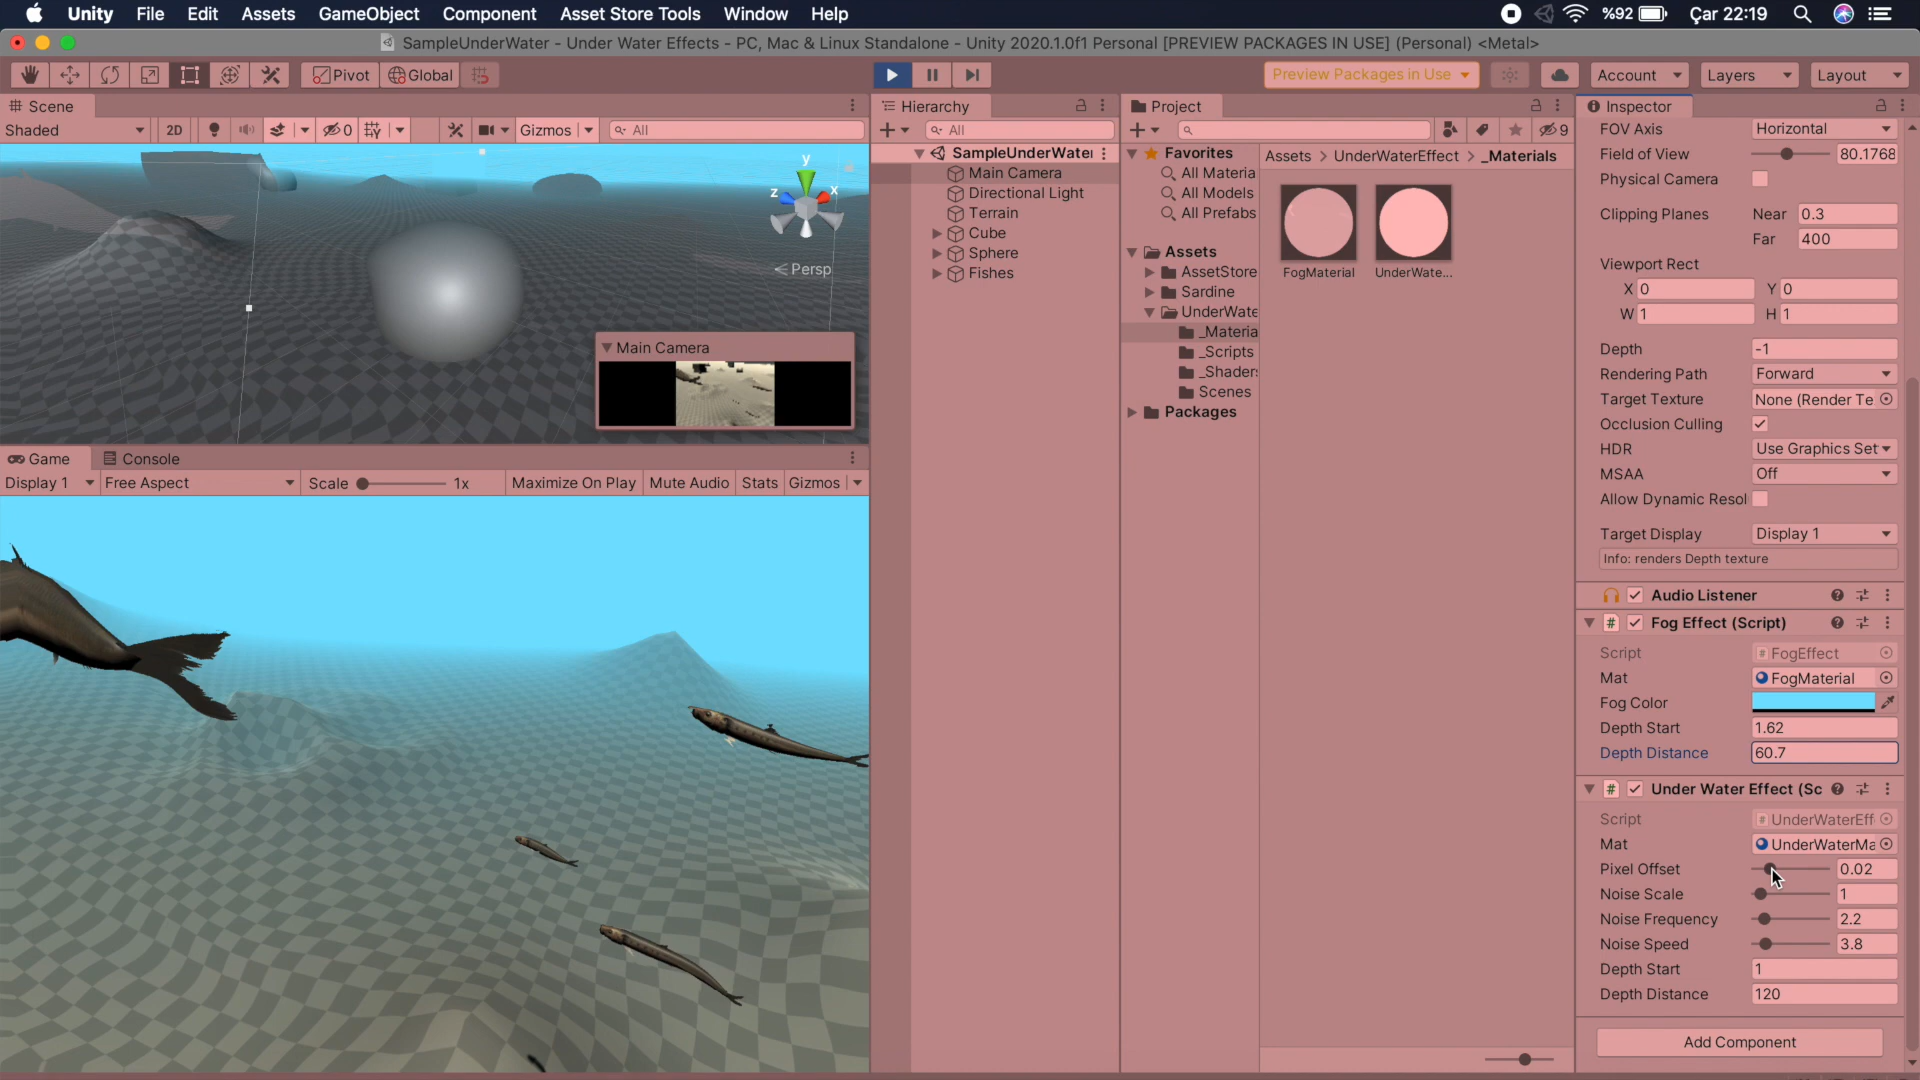 Unity File Edit Assets GameObject Component Asset Store Tools Window Help %92 Çar 22:19
SampleUnderWater - Under Water Effects - PC, Mac & Linux Standalone - Unity 2020.1.0f1 Personal [PREVIEW PACKAGES IN USE] (Personal) <Metal>
Pivot Global Preview Packages in Use Account Layers Layout
Scene
Shaded 2D 0 Gizmos All
y
z x
Persp
Main Camera
Game Console
Display 1 Free Aspect Scale 1x Maximize On Play Mute Audio Stats Gizmos
Hierarchy
All
SampleUnderWater
Main Camera
Directional Light
Terrain
Cube
Sphere
Fishes
Project
9
Favorites
All Materia
All Models
All Prefabs
Assets
AssetStore
Sardine
UnderWate
_Materia
_Scripts
_Shaders
Scenes
Packages
Assets > UnderWaterEffect > _Materials
FogMaterial UnderWate...
Inspector
FOV Axis Horizontal
Field of View 80.1768
Physical Camera
Clipping Planes Near 0.3
Far 400
Viewport Rect
X 0 Y 0
W 1 H 1
Depth -1
Rendering Path Forward
Target Texture None (Render Te
Occlusion Culling
HDR Use Graphics Set
MSAA Off
Allow Dynamic Resol
Target Display Display 1
Info: renders Depth texture
Audio Listener
# Fog Effect (Script)
Script # FogEffect
Mat FogMaterial
Fog Color
Depth Start 1.62
Depth Distance 60.7
# Under Water Effect (Sc
Script # UnderWaterEff
Mat UnderWaterMa
Pixel Offset 0.02
Noise Scale 1
Noise Frequency 2.2
Noise Speed 3.8
Depth Start 1
Depth Distance 120
Add Component